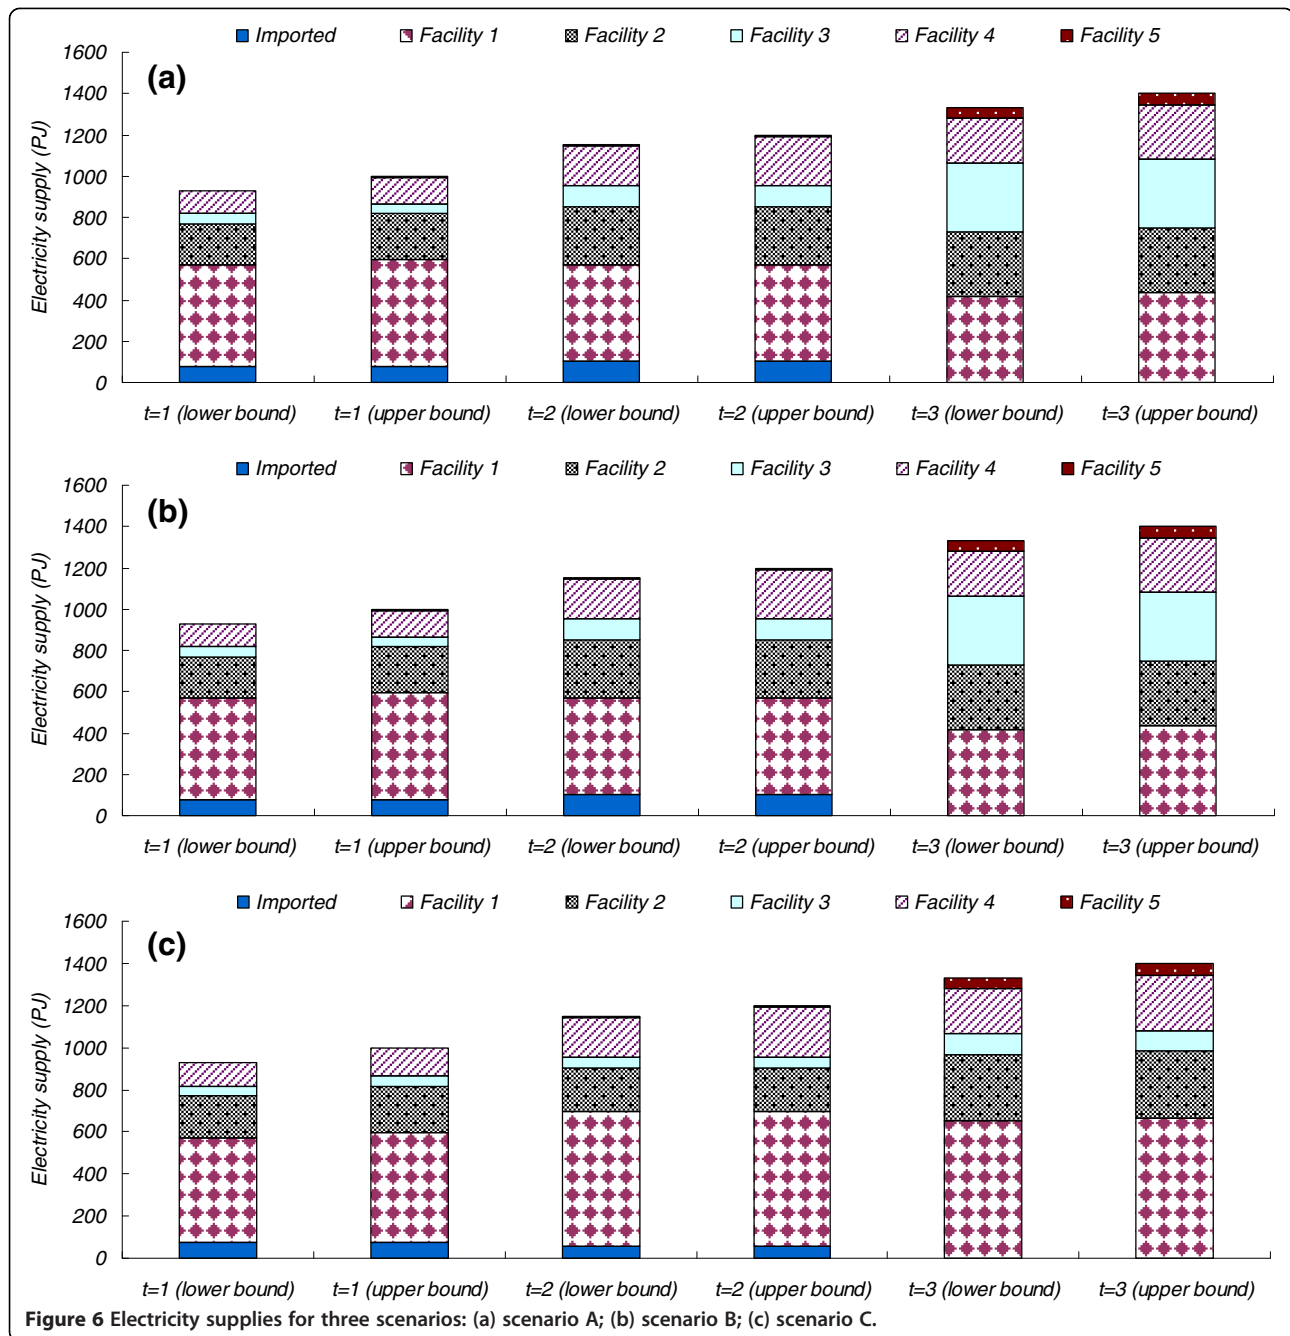 Imported Facility 1 Facility 2 Facility 3 Facility 4 Facility 5
(a)
Electricity supply (PJ)
1600
1400
1200
1000
800
600
400
200
0
t=1 (lower bound) t=1 (upper bound) t=2 (lower bound) t=2 (upper bound) t=3 (lower bound) t=3 (upper bound)
Imported Facility 1 Facility 2 Facility 3 Facility 4 Facility 5
(b)
Electricity supply (PJ)
1600
1400
1200
1000
800
600
400
200
0
t=1 (lower bound) t=1 (upper bound) t=2 (lower bound) t=2 (upper bound) t=3 (lower bound) t=3 (upper bound)
Imported Facility 1 Facility 2 Facility 3 Facility 4 Facility 5
(c)
Electricity supply (PJ)
1600
1400
1200
1000
800
600
400
200
0
t=1 (lower bound) t=1 (upper bound) t=2 (lower bound) t=2 (upper bound) t=3 (lower bound) t=3 (upper bound)
Figure 6 Electricity supplies for three scenarios: (a) scenario A; (b) scenario B; (c) scenario C.